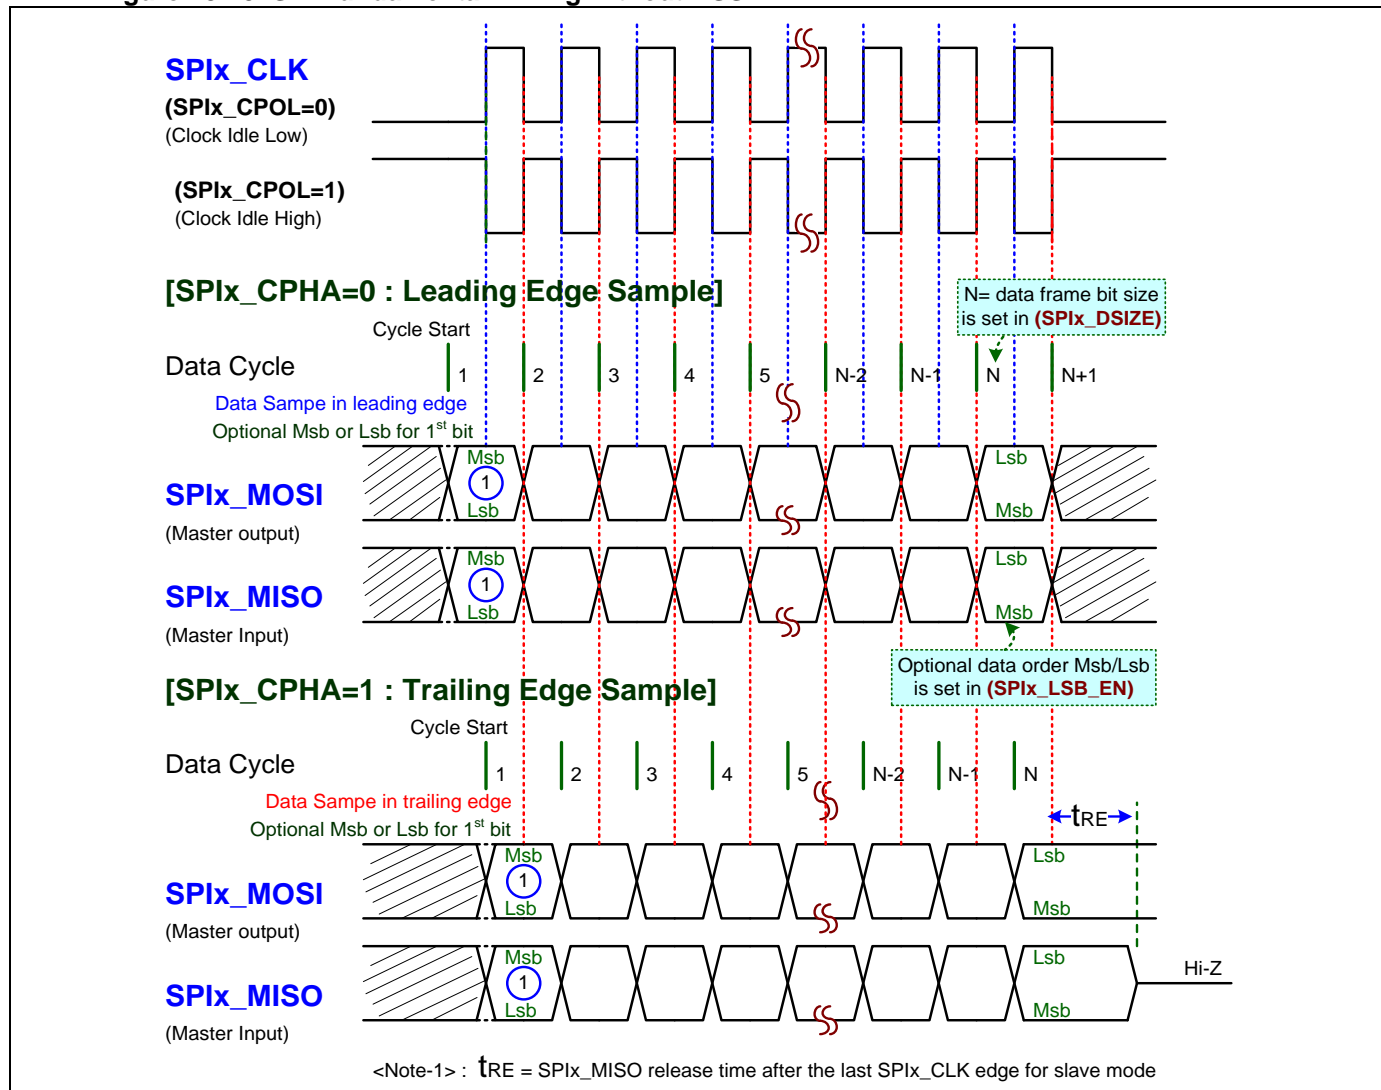 SPIx_CLK
(SPIx_CPOL=0)
(Clock Idle Low)
(SPIx_CPOL=1)
(Clock Idle High)
[SPIx_CPHA=0 : Leading Edge Sample]
N= data frame bit size
is set in (SPIx_DSIZE)
Cycle Start
Data Cycle
1 2 3 4 5 N-2 N-1 N N+1
Data Sampe in leading edge
Optional Msb or Lsb for 1st bit
Msb Lsb
1
SPIx_MOSI
Lsb Msb
(Master output)
Msb Lsb
1
SPIx_MISO
Lsb Msb
(Master Input)
Optional data order Msb/Lsb
is set in (SPIx_LSB_EN)
[SPIx_CPHA=1 : Trailing Edge Sample]
Cycle Start
Data Cycle
1 2 3 4 5 N-2 N-1 N
Data Sampe in trailing edge
tRE
Optional Msb or Lsb for 1st bit
Msb Lsb
1
SPIx_MOSI
Lsb Msb
(Master output)
Msb Lsb
Hi-Z
1
SPIx_MISO
Lsb Msb
(Master Input)
<Note-1> : tRE = SPIx_MISO release time after the last SPIx_CLK edge for slave mode